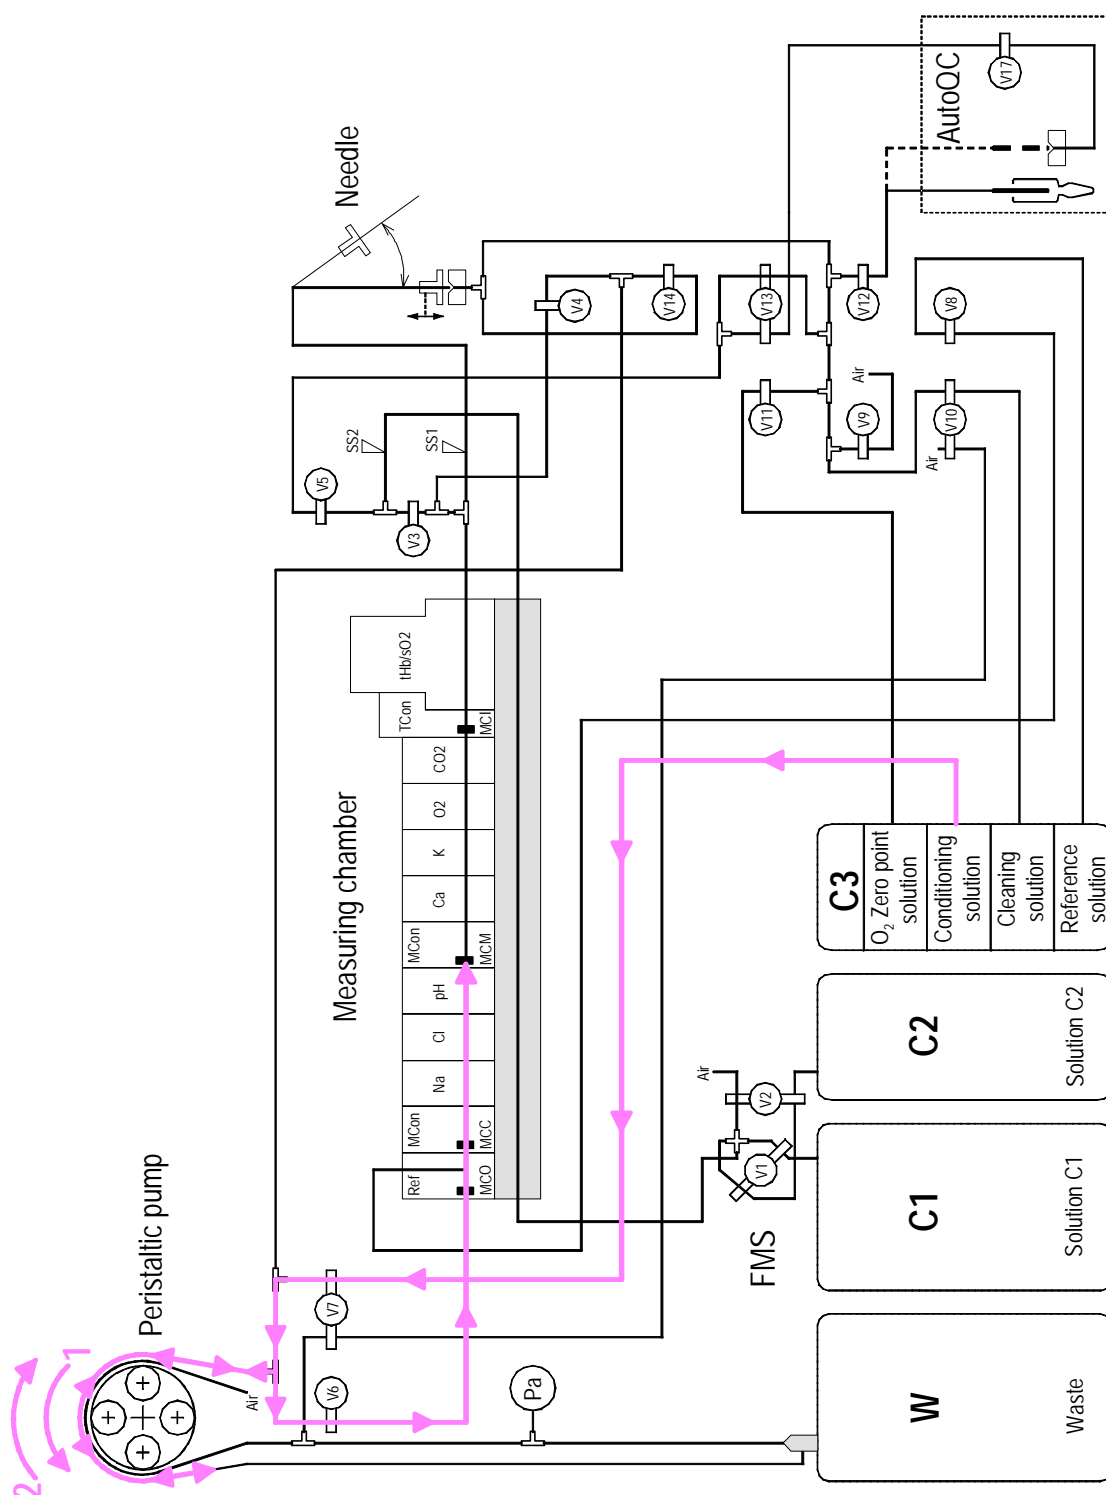 AutoQC
V17
Needle
V4
V14
V13
V12
V8
Air
V11
V9
V10
Air
SS2
SS1
V5
V3
tHb/sO2
TCon
MCI
CO2
O2
K
Ca
MCon
MCM
pH
Cl
Na
MCon
MCC
Ref
MCO
Measuring chamber
C3
O2 Zero point
solution
Conditioning
solution
Cleaning
solution
Reference
solution
C2
Solution C2
Air
V2
V1
FMS
C1
Solution C1
Peristaltic pump
1
2
Air
V7
V6
Pa
W
Waste